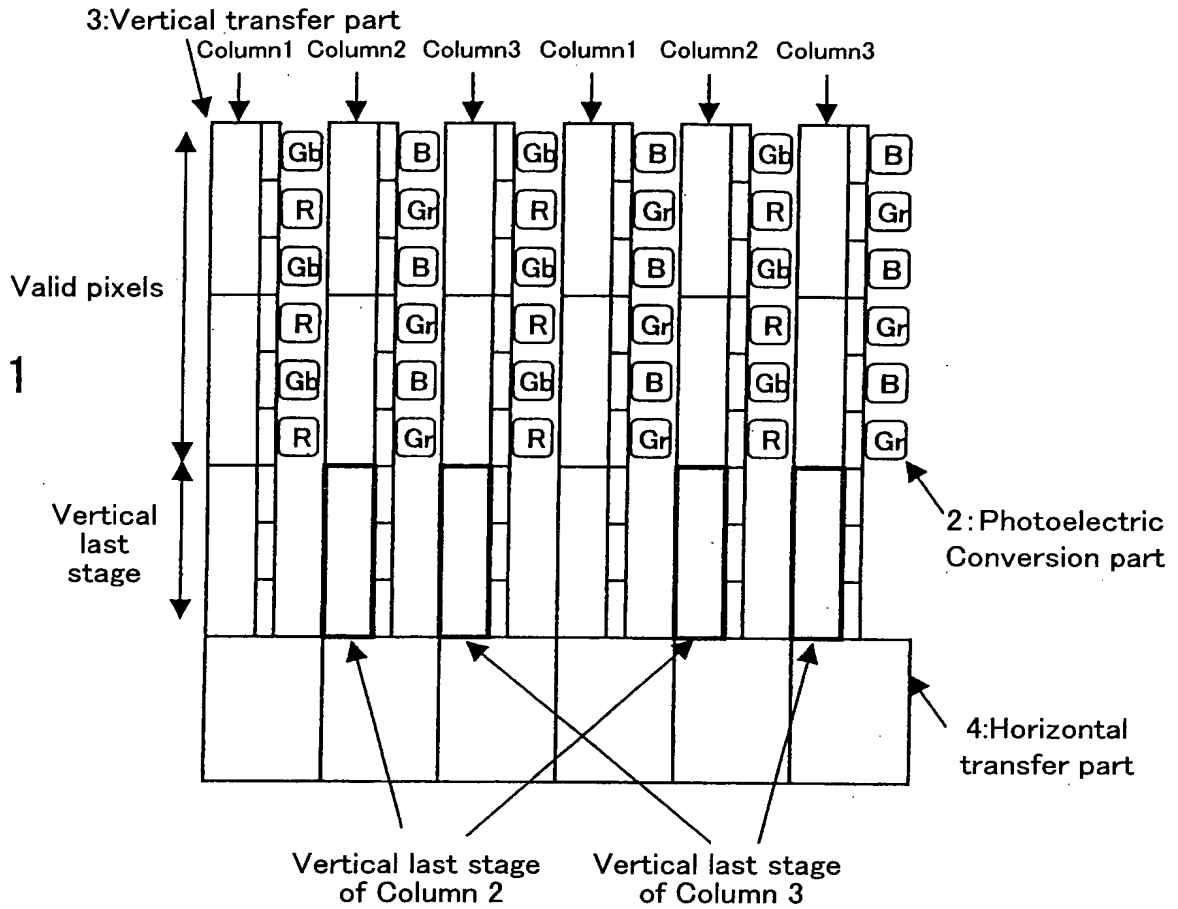 3:Vertical transfer part
Column1 Column2 Column3 Column1 Column2 Column3
Gb B Gb B Gb B
R Gr R Gr R Gr
Gb B Gb B Gb B
Valid pixels
R Gr R Gr R Gr
1
Gb B Gb B Gb B
R Gr R Gr R Gr
Vertical
last
stage
2:Photoelectric
Conversion part
4:Horizontal
transfer part
Vertical last stage
of Column 2
Vertical last stage
of Column 3